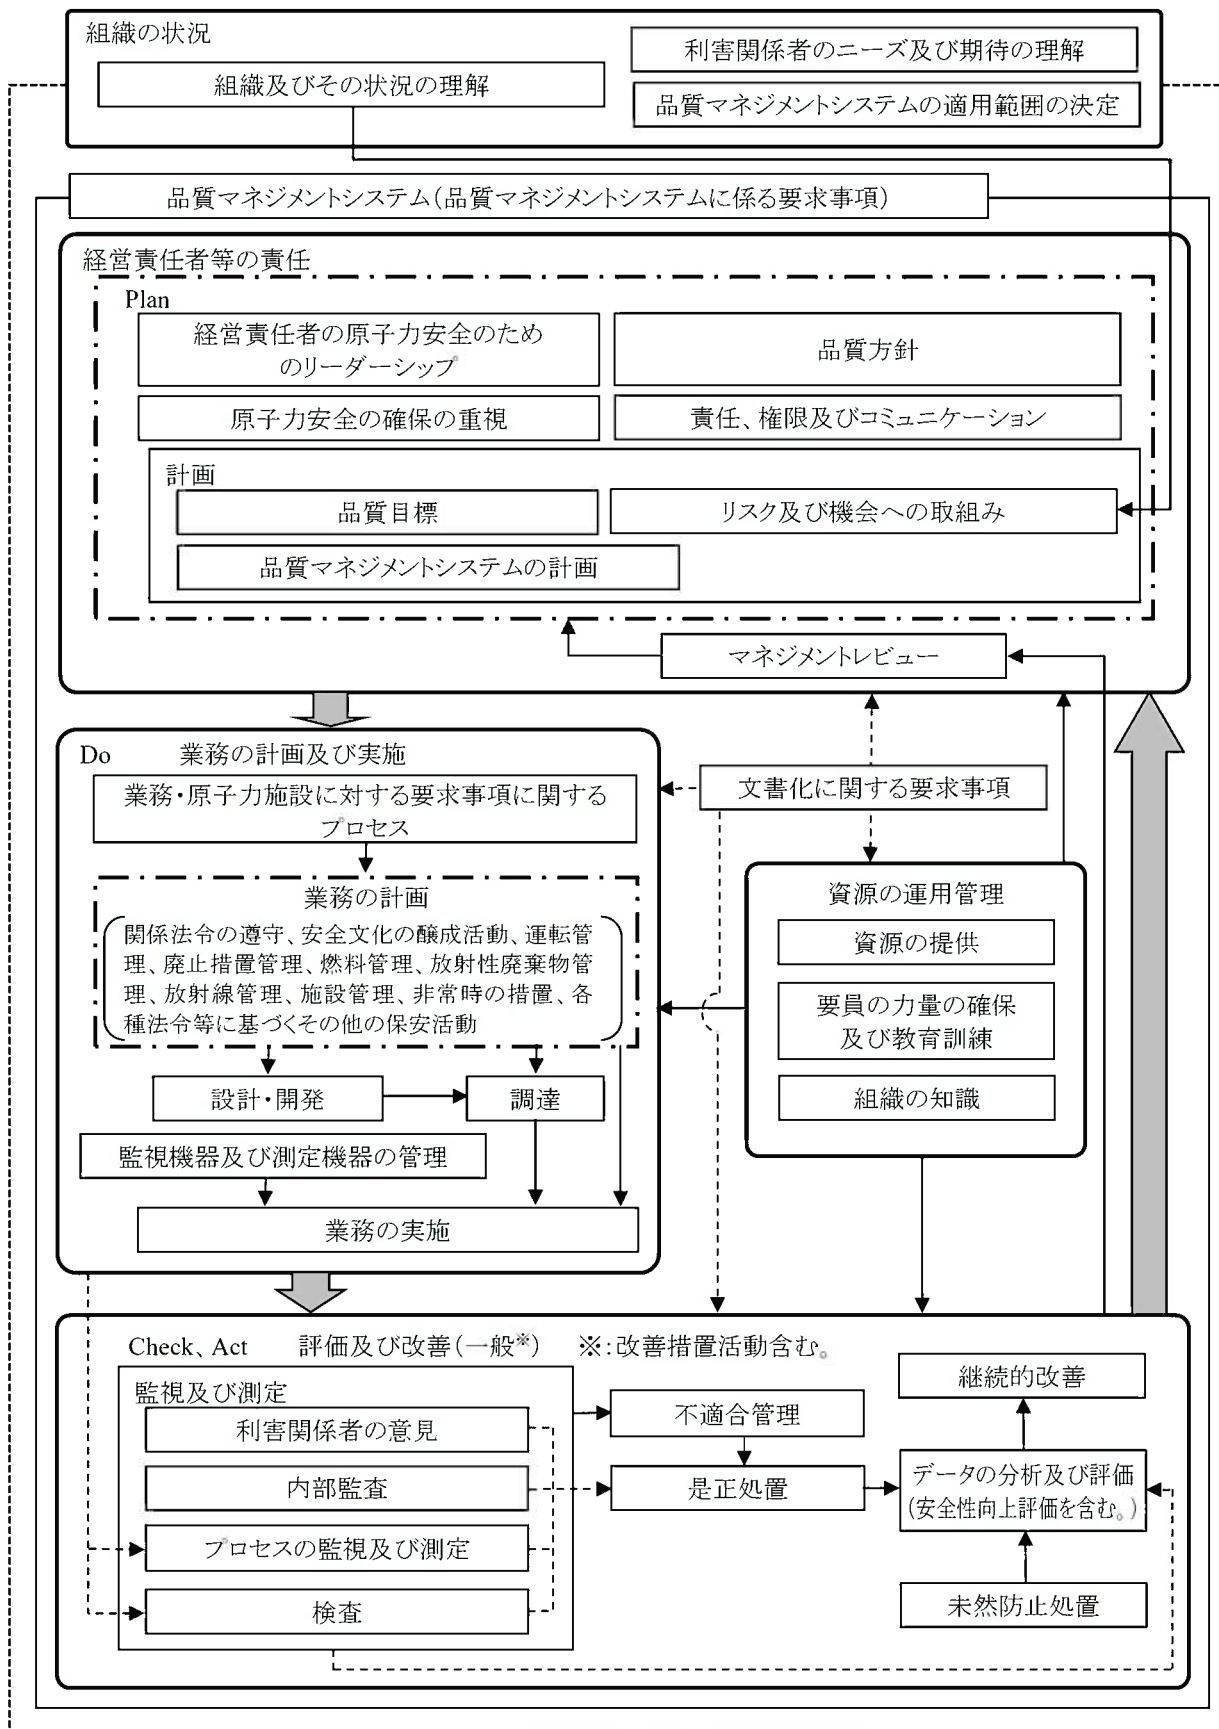 組織の状況
利害関係者のニーズ及び期待の理解
組織及びその状況の理解
品質マネジメントシステムの適用範囲の決定
品質マネジメントシステム(品質マネジメントシステムに係る要求事項)
経営責任者等の責任
Plan
経営責任者の原子力安全のため
のリーダーシップ
品質方針
原子力安全の確保の重視
責任、権限及びコミュニケーション
計画
品質目標
リスク及び機会への取組み
品質マネジメントシステムの計画
マネジメントレビュー
Do 業務の計画及び実施
業務・原子力施設に対する要求事項に関する
プロセス
文書化に関する要求事項
業務の計画
関係法令の遵守、安全文化の醸成活動、運転管
理、廃止措置管理、燃料管理、放射性廃棄物管
理、放射線管理、施設管理、非常時の措置、各
種法令等に基づくその他の保安活動
資源の運用管理
資源の提供
要員の力量の確保
及び教育訓練
組織の知識
設計・開発
調達
監視機器及び測定機器の管理
業務の実施
Check、Act 評価及び改善(一般※) ※:改善措置活動含む。
監視及び測定
利害関係者の意見
内部監査
プロセスの監視及び測定
検査
不適合管理
是正処置
継続的改善
データの分析及び評価
(安全性向上評価を含む。)
未然防止処置